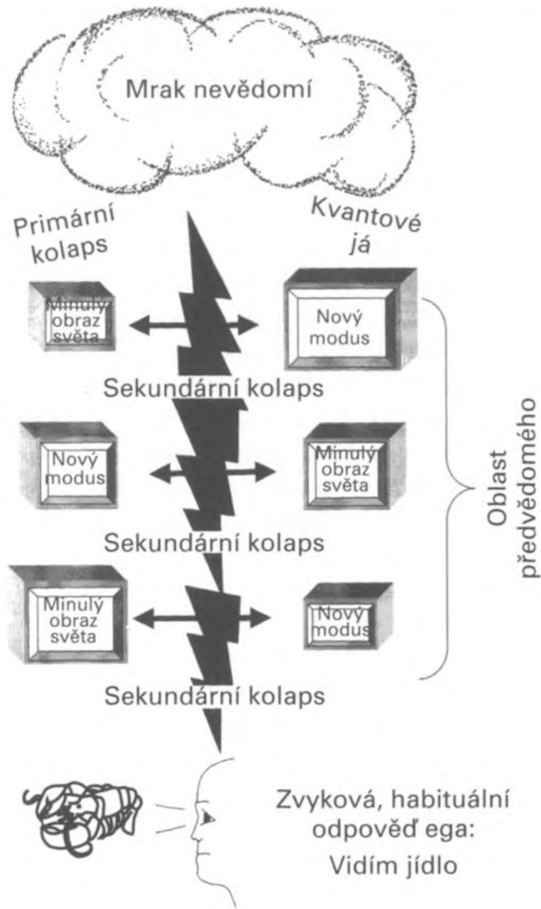 Mrak nevědomí
Primární
kolaps
Kvantové
já
Minulý
obraz
světa
Nový
modus
Sekundární kolaps
Nový
modus
Minulý
obraz
světa
Sekundární kolaps
Minulý
obraz
světa
Nový
modus
Sekundární kolaps
Oblast
předvědomého
Zvyková, habituální
odpověď ega:
Vidím jídlo